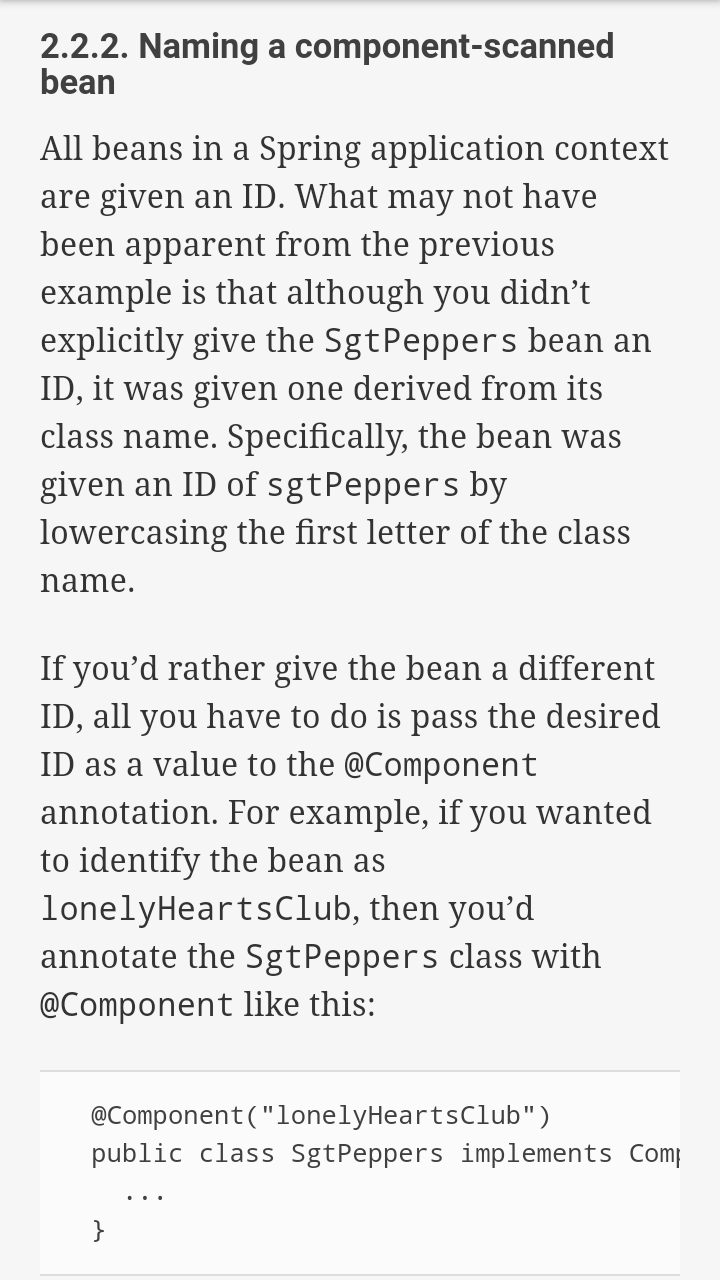 2.2.2. Naming a component-scanned
bean
All beans in a Spring application context
are given an ID. What may not have
been apparent from the previous
example is that although you didn’t
explicitly give the SgtPeppers bean an
ID, it was given one derived from its
class name. Specifically, the bean was
given an ID of sgtPeppers by
lowercasing the first letter of the class
name.
If you’d rather give the bean a different
ID, all you have to do is pass the desired
ID as a value to the @Component
annotation. For example, if you wanted
to identify the bean as
lonelyHeartsClub, then you’d
annotate the SgtPeppers class with
@Component like this:
@Component("lonelyHeartsClub")
public class SgtPeppers implements
...
}